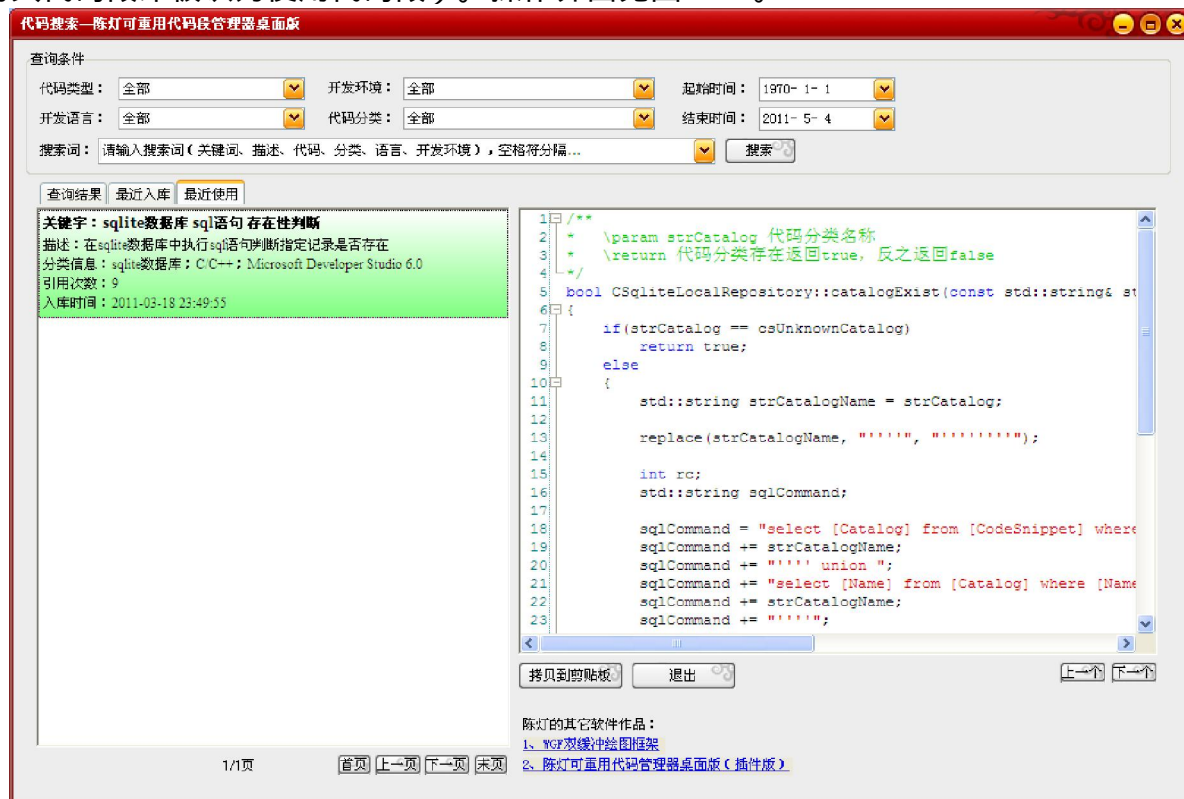 代码搜索—陈灯可重用代码段管理器桌面版
查询条件
代码类型： 全部 开发环境： 全部 起始时间： 1970- 1- 1
开发语言： 全部 代码分类： 全部 结束时间： 2011- 5- 4
搜索词： 请输入搜索词(关键词、描述、代码、分类、语言、开发环境),空格符分隔... 搜索
查询结果 最近入库 最近使用
关键字：sqlite数据库 sql语句 存在性判断
描述：在sqlite数据库中执行sql语句判断指定记录是否存在
分类信息：sqlite数据库；C/C++；Microsoft Developer Studio 6.0
引用次数：9
入库时间：2011-03-18 23:49:55
1 /**
2 * \param strCatalog 代码分类名称
3 * \return 代码分类存在返回true，反之返回false
4 */
5 bool CSqliteLocalRepository::catalogExist(const std::string& st
6 {
7 if(strCatalog == csUnknownCatalog)
8 return true;
9 else
10 {
11 std::string strCatalogName = strCatalog;
12
13 replace(strCatalogName, "''''", "''''''''");
14
15 int rc;
16 std::string sqlCommand;
17
18 sqlCommand = "select [Catalog] from [CodeSnippet] where
19 sqlCommand += strCatalogName;
20 sqlCommand += "'''' union ";
21 sqlCommand += "select [Name] from [Catalog] where [Name
22 sqlCommand += strCatalogName;
23 sqlCommand += "''''";
拷贝到剪贴板 退出 上一个 下一个
陈灯的其它软件作品：
1、WGF双缓冲绘图框架
2、陈灯可重用代码管理器桌面版(插件版)
1/1页 首页 上一页 下一页 末页